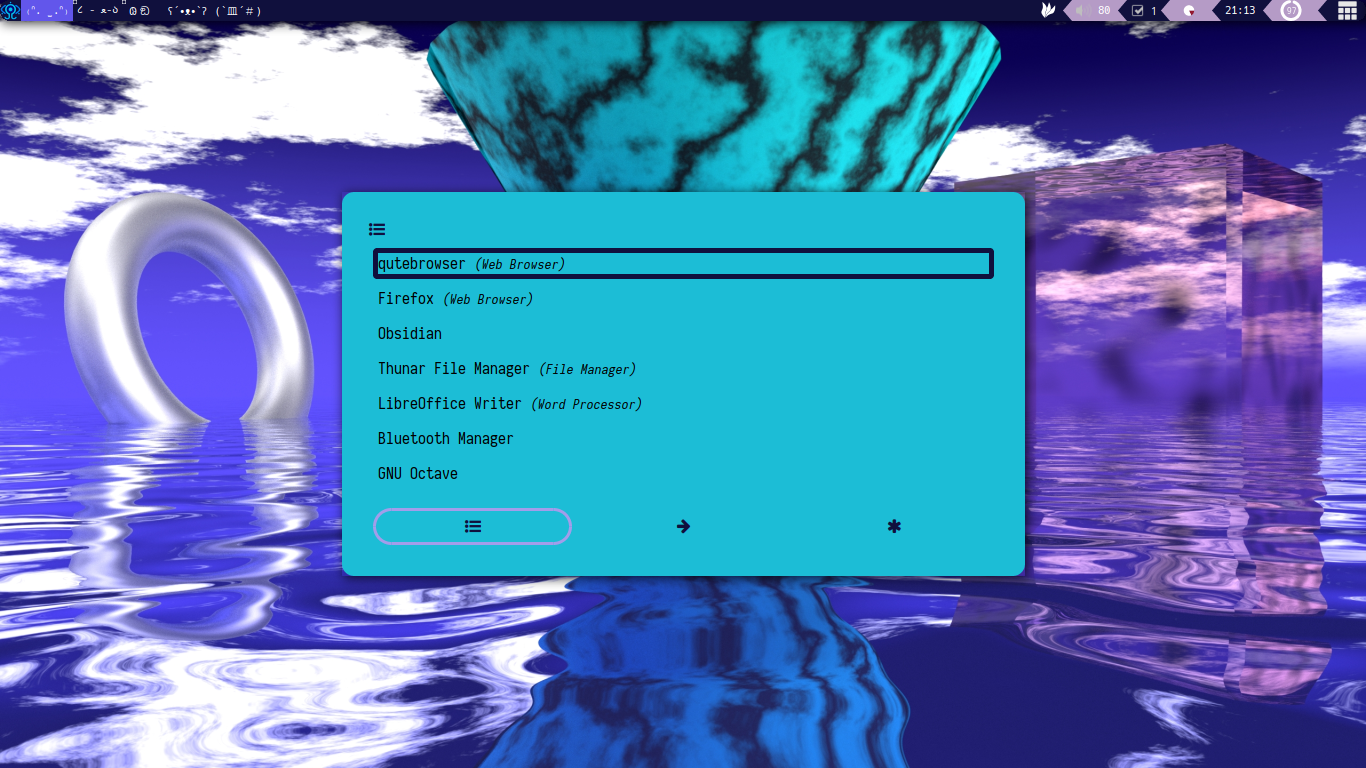 80 1 21:13 97
qutebrowser (Web Browser)
Firefox (Web Browser)
Obsidian
Thunar File Manager (File Manager)
LibreOffice Writer (Word Processor)
Bluetooth Manager
GNU Octave